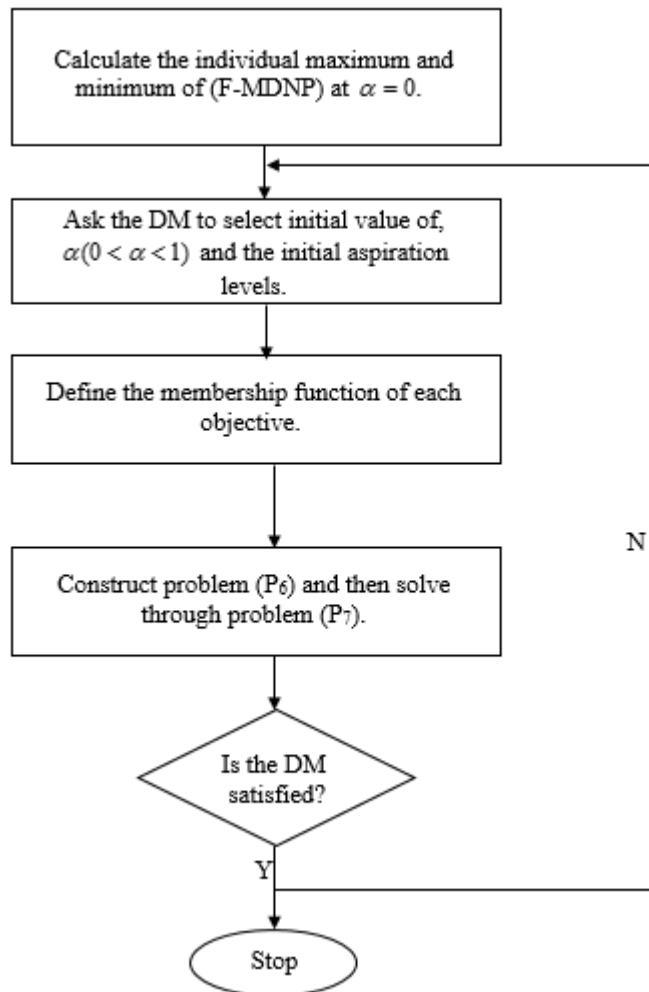 Calculate the individual maximum and
minimum of (F-MDNP) at α = 0.
Ask the DM to select initial value of,
α(0 < α < 1) and the initial aspiration
levels.
Define the membership function of each
objective.
N
Construct problem (P₆) and then solve
through problem (P₇).
Is the DM
satisfied?
Y
Stop